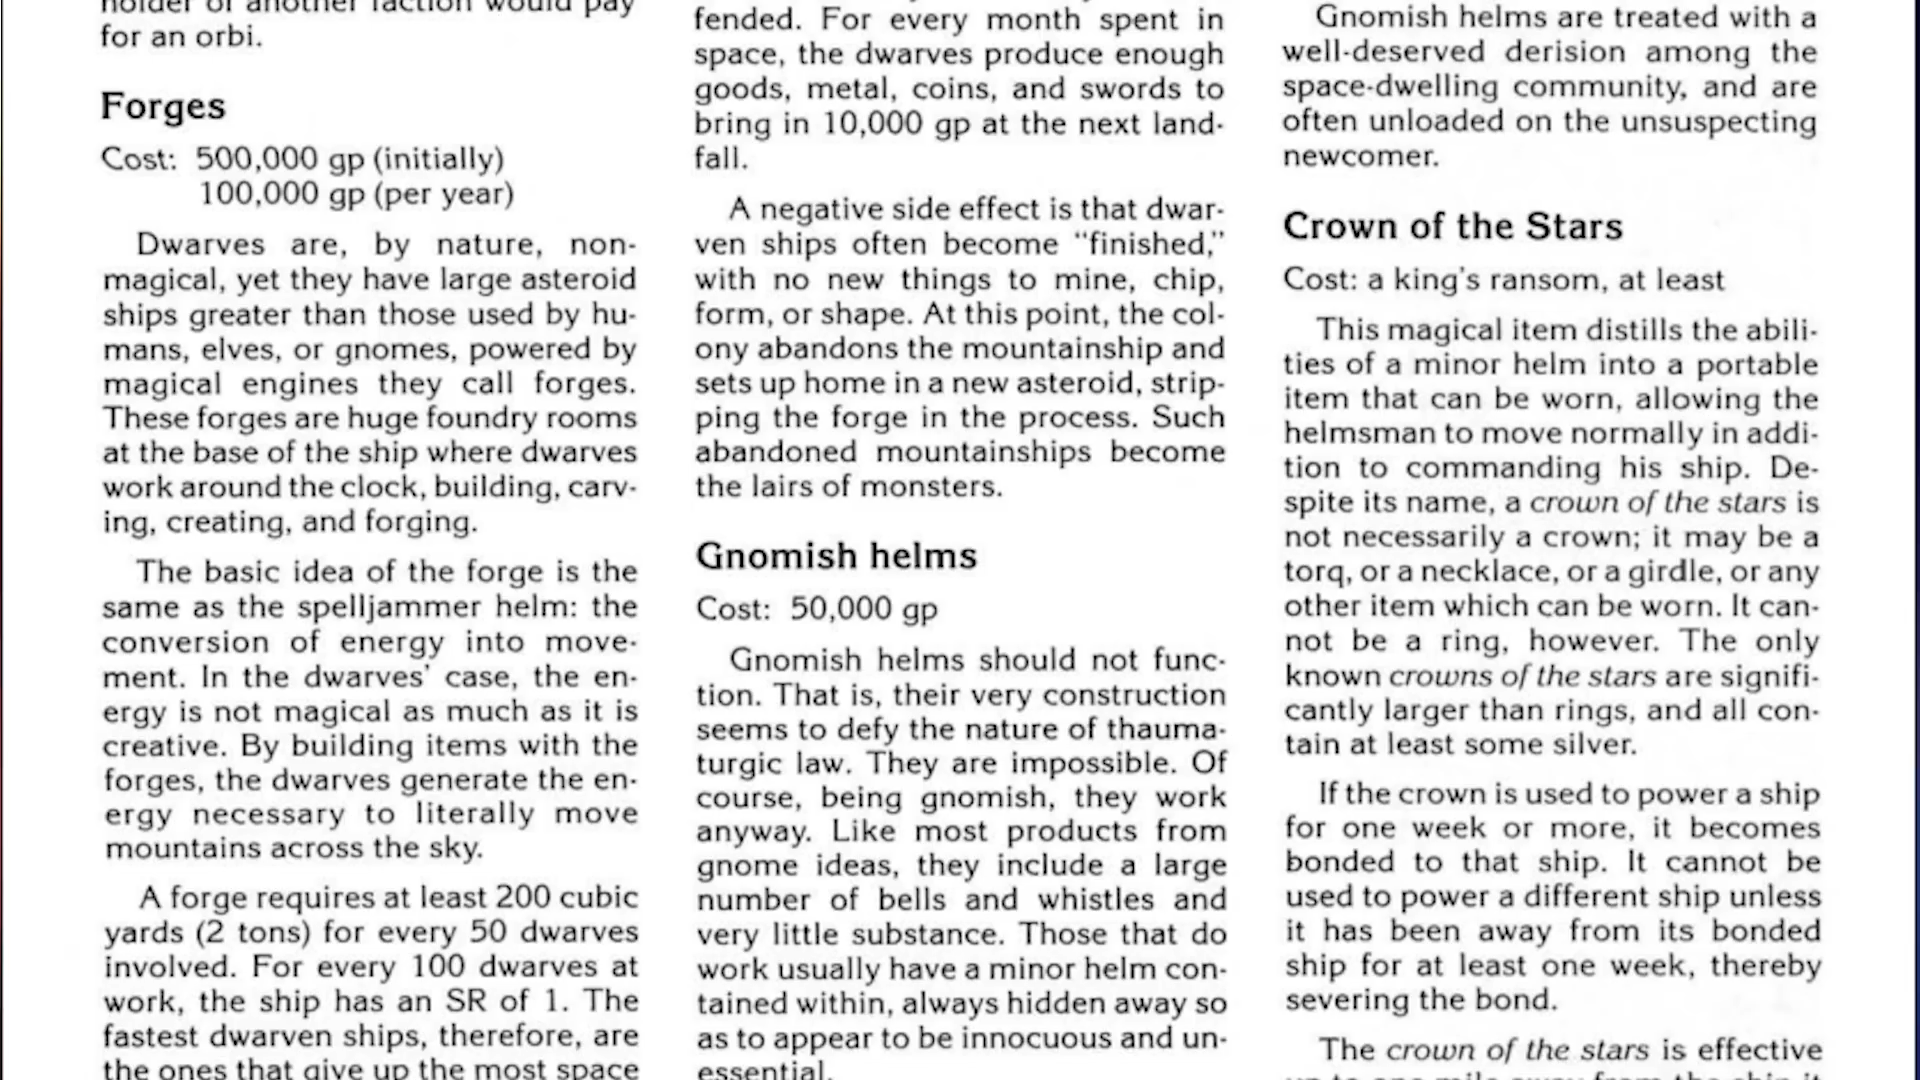 holder of another faction would pay
for an orbi.
Forges
Cost: 500,000 gp (initially)
100,000 gp (per year)
Dwarves are, by nature, non-
magical, yet they have large asteroid
ships greater than those used by hu-
mans, elves, or gnomes, powered by
magical engines they call forges.
These forges are huge foundry rooms
at the base of the ship where dwarves
work around the clock, building, carv-
ing, creating, and forging.
The basic idea of the forge is the
same as the spelljammer helm: the
conversion of energy into move-
ment. In the dwarves' case, the en-
ergy is not magical as much as it is
creative. By building items with the
forges, the dwarves generate the en-
ergy necessary to literally move
mountains across the sky.
A forge requires at least 200 cubic
yards (2 tons) for every 50 dwarves
involved. For every 100 dwarves at
work, the ship has an SR of 1. The
fastest dwarven ships, therefore, are
the ones that give up the most space
fended. For every month spent in
space, the dwarves produce enough
goods, metal, coins, and swords to
bring in 10,000 gp at the next land-
fall.
A negative side effect is that dwar-
ven ships often become "finished,"
with no new things to mine, chip,
form, or shape. At this point, the col-
ony abandons the mountainship and
sets up home in a new asteroid, strip-
ping the forge in the process. Such
abandoned mountainships become
the lairs of monsters.
Gnomish helms
Cost: 50,000 gp
Gnomish helms should not func-
tion. That is, their very construction
seems to defy the nature of thauma-
turgic law. They are impossible. Of
course, being gnomish, they work
anyway. Like most products from
gnome ideas, they include a large
number of bells and whistles and
very little substance. Those that do
work usually have a minor helm con-
tained within, always hidden away so
as to appear to be innocuous and un-
essential.
Gnomish helms are treated with a
well-deserved derision among the
space-dwelling community, and are
often unloaded on the unsuspecting
newcomer.
Crown of the Stars
Cost: a king's ransom, at least
This magical item distills the abili-
ties of a minor helm into a portable
item that can be worn, allowing the
helmsman to move normally in addi-
tion to commanding his ship. De-
spite its name, a crown of the stars is
not necessarily a crown; it may be a
torq, or a necklace, or a girdle, or any
other item which can be worn. It can-
not be a ring, however. The only
known crowns of the stars are signifi-
cantly larger than rings, and all con-
tain at least some silver.
If the crown is used to power a ship
for one week or more, it becomes
bonded to that ship. It cannot be
used to power a different ship unless
it has been away from its bonded
ship for at least one week, thereby
severing the bond.
The crown of the stars is effective
up to one mile away from the ship it